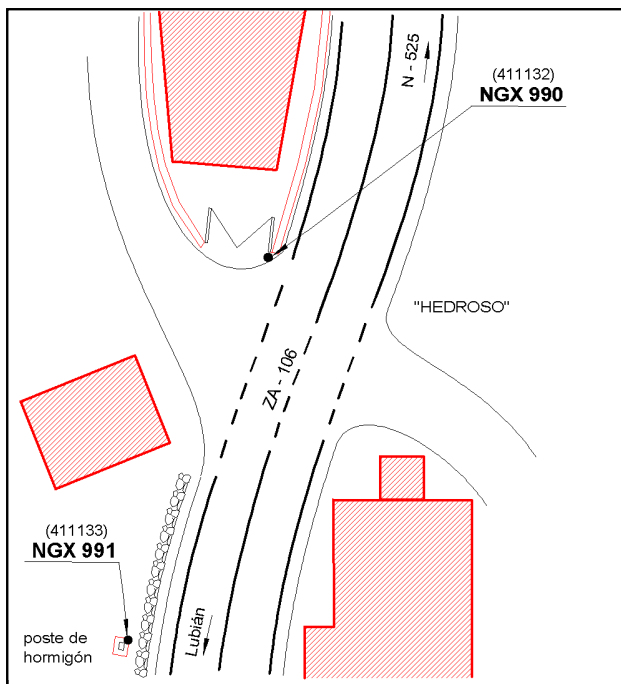 N - 525
(411132)
NGX 990
"HEDROSO"
ZA - 106
(411133)
NGX 991
poste de
hormigón
Lubián